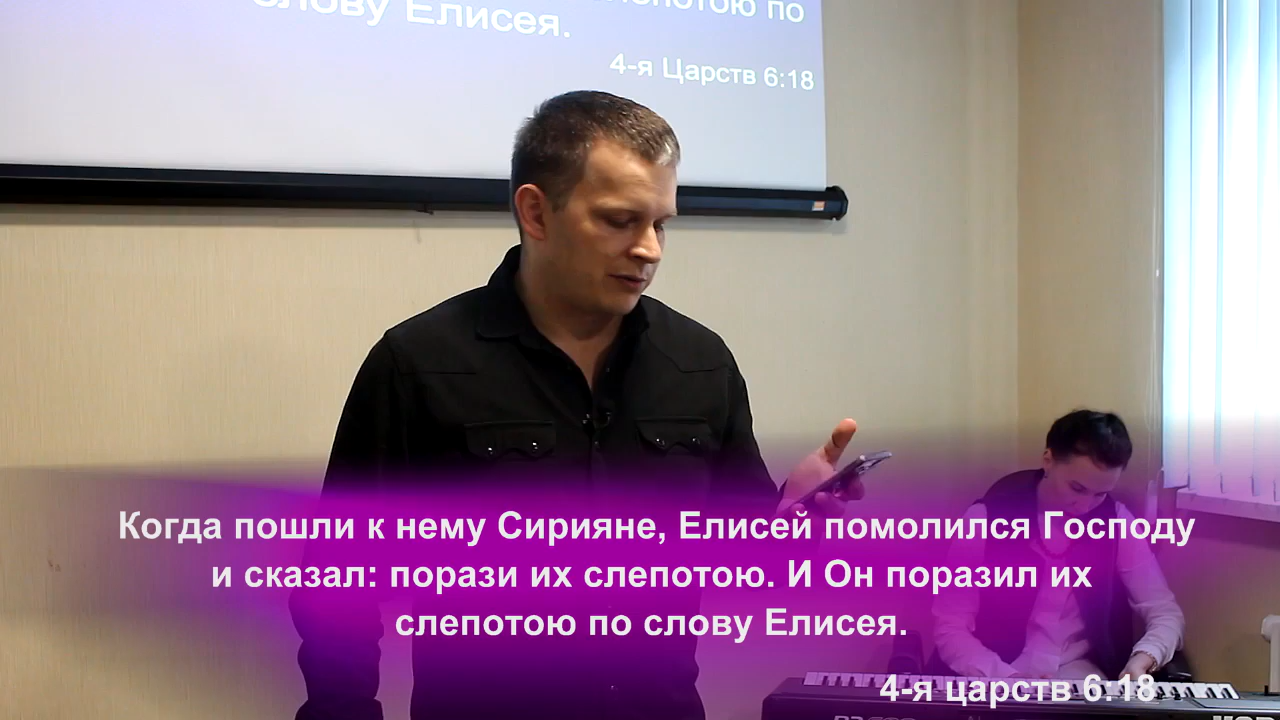 по
слову Елисея.
4-я Царств 6:18
Когда пошли к нему Сирияне, Елисей помолился Господу
и сказал: порази их слепотою. И Он поразил их
слепотою по слову Елисея.
4-я царств 6:18